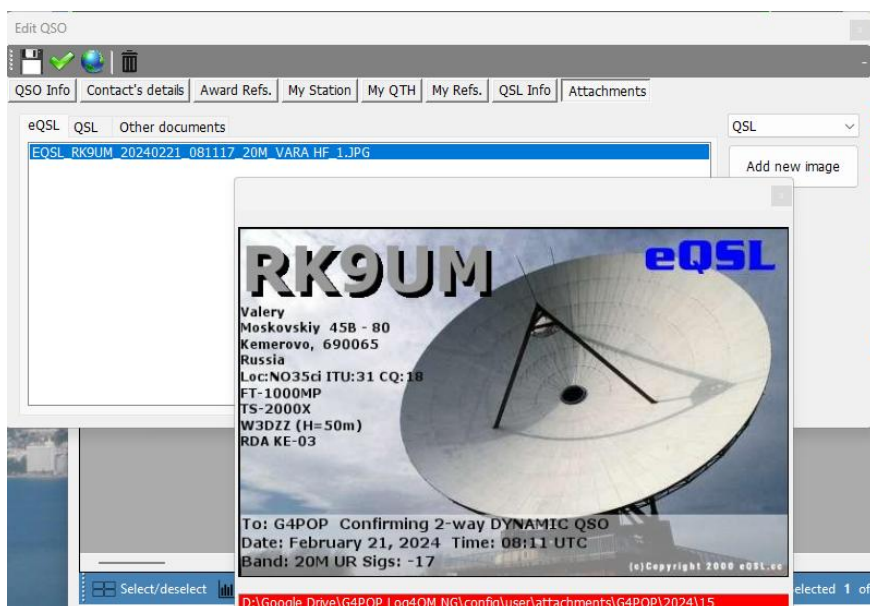 Edit QSO
QSO Info Contact's details Award Refs. My Station My QTH My Refs. QSL Info Attachments
eQSL QSL Other documents
QSL
EQSL_RK9UM_20240221_081117_20M_VARA HF_1.JPG
Add new image
RK9UM
eQSL
Valery
Moskovskiy 45B - 80
Kemerovo, 690065
Russia
Loc:NO35ci ITU:31 CQ:18
FT-1000MP
TS-2000X
W3DZZ (H=50m)
RDA KE-03
To: G4POP Confirming 2-way DYNAMIC QSO
Date: February 21, 2024 Time: 08:11 UTC
Band: 20M UR Sigs: -17
(c)Copyright 2000 eQSL.cc
Select/deselect
elected 1 of
D:\Google Drive\G4POP Log4OM NG\config\user\attachments\G4POP\2024\15